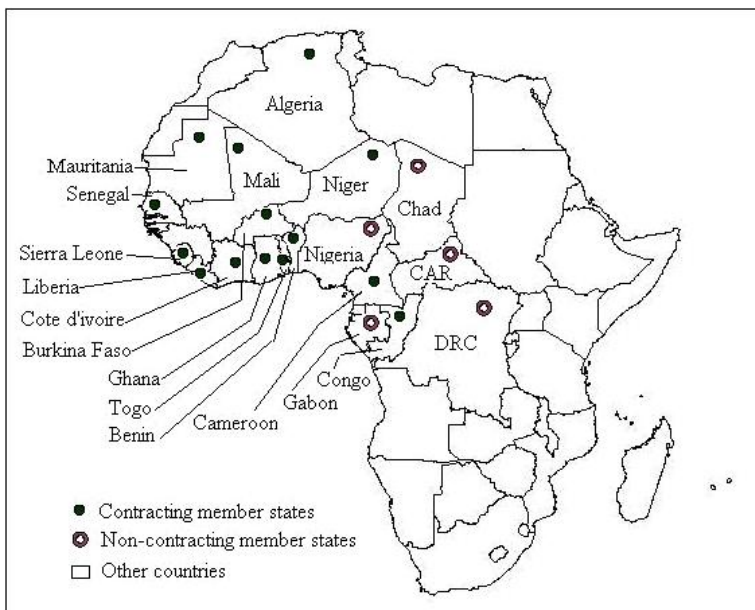 Algeria
Mauritania
Mali
Niger
Senegal
Chad
Nigeria
Sierra Leone
CAR
Liberia
Cote d'ivoire
DRC
Burkina Faso
Ghana
Congo
Togo
Gabon
Cameroon
Benin
Contracting member states
Non-contracting member states
Other countries